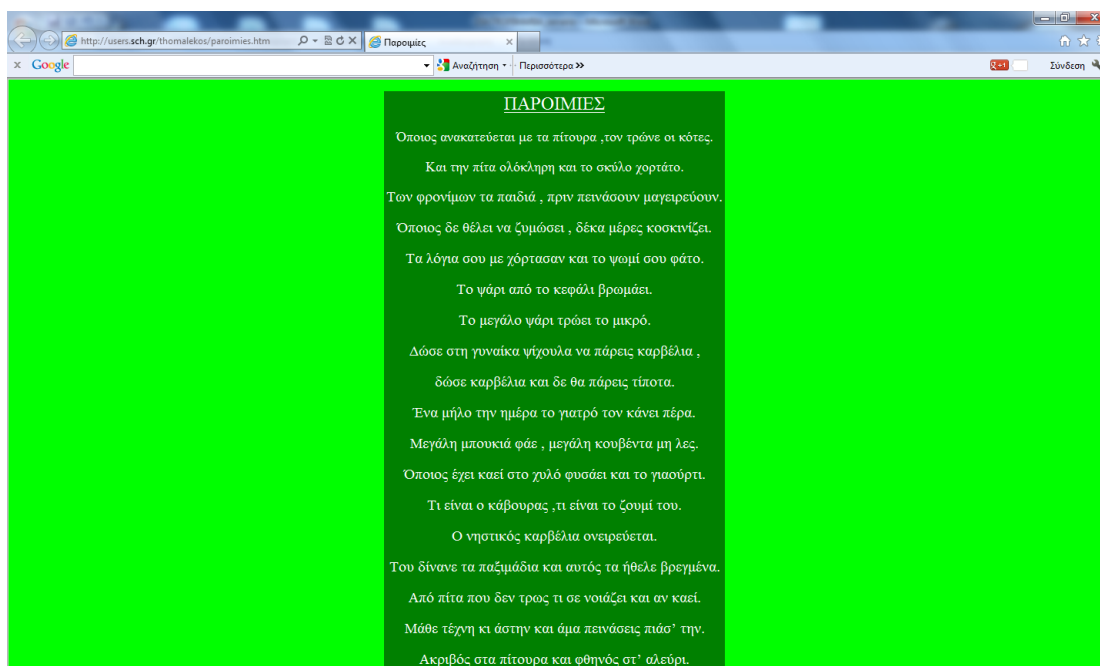 http://users.sch.gr/thomalekos/paroimies.htm
Παροιμίες
x Google Αναζήτηση Περισσότερα »
+1 Σύνδεση
ΠΑΡΟΙΜΙΕΣ
Όποιος ανακατεύεται με τα πίτουρα ,τον τρώνε οι κότες.
Και την πίτα ολόκληρη και το σκύλο χορτάτο.
Των φρονίμων τα παιδιά , πριν πεινάσουν μαγειρεύουν.
Όποιος δε θέλει να ζυμώσει , δέκα μέρες κοσκινίζει.
Τα λόγια σου με χόρτασαν και το ψωμί σου φάτο.
Το ψάρι από το κεφάλι βρωμάει.
Το μεγάλο ψάρι τρώει το μικρό.
Δώσε στη γυναίκα ψίχουλα να πάρεις καρβέλια ,
δώσε καρβέλια και δε θα πάρεις τίποτα.
Ένα μήλο την ημέρα το γιατρό τον κάνει πέρα.
Μεγάλη μπουκιά φάε , μεγάλη κουβέντα μη λες.
Όποιος έχει καεί στο χυλό φυσάει και το γιαούρτι.
Τι είναι ο κάβουρας ,τι είναι το ζουμί του.
Ο νηστικός καρβέλια ονειρεύεται.
Του δίνανε τα παξιμάδια και αυτός τα ήθελε βρεγμένα.
Από πίτα που δεν τρως τι σε νοιάζει και αν καεί.
Μάθε τέχνη κι άστην και άμα πεινάσεις πιάσ’ την.
Ακριβός στα πίτουρα και φθηνός στ’ αλεύρι.